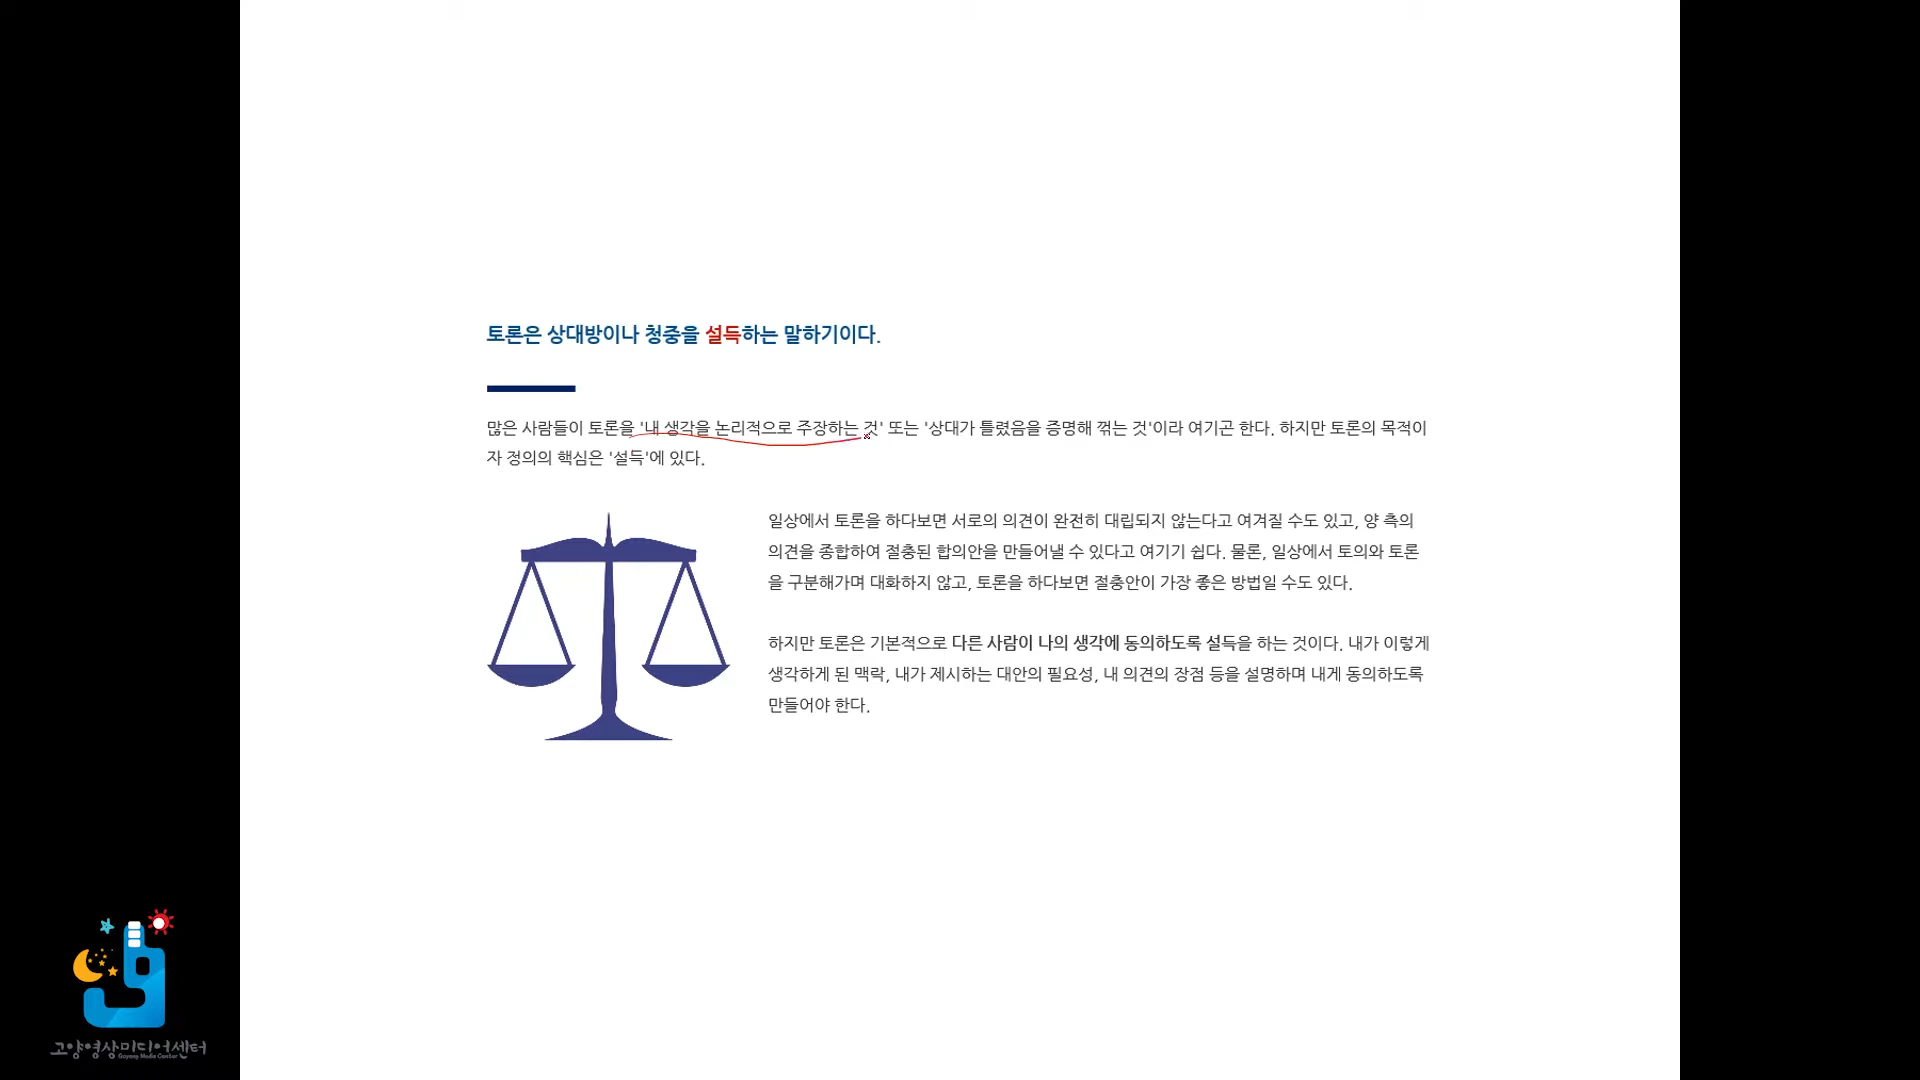 토론은 상대방이나 청중을 설득하는 말하기이다.
많은 사람들이 토론을 '내 생각을 논리적으로 주장하는 것' 또는 '상대가 틀렸음을 증명해 꺾는 것'이라 여기곤 한다. 하지만 토론의 목적이
자 정의의 핵심은 '설득'에 있다.
일상에서 토론을 하다보면 서로의 의견이 완전히 대립되지 않는다고 여겨질 수도 있고, 양 측의
의견을 종합하여 절충된 합의안을 만들어낼 수 있다고 여기기 쉽다. 물론, 일상에서 토의와 토론
을 구분해가며 대화하지 않고, 토론을 하다보면 절충안이 가장 좋은 방법일 수도 있다.
하지만 토론은 기본적으로 다른 사람이 나의 생각에 동의하도록 설득을 하는 것이다. 내가 이렇게
생각하게 된 맥락, 내가 제시하는 대안의 필요성, 내 의견의 장점 등을 설명하며 내게 동의하도록
만들어야 한다.
고양영상미디어센터
Goyang Media Center